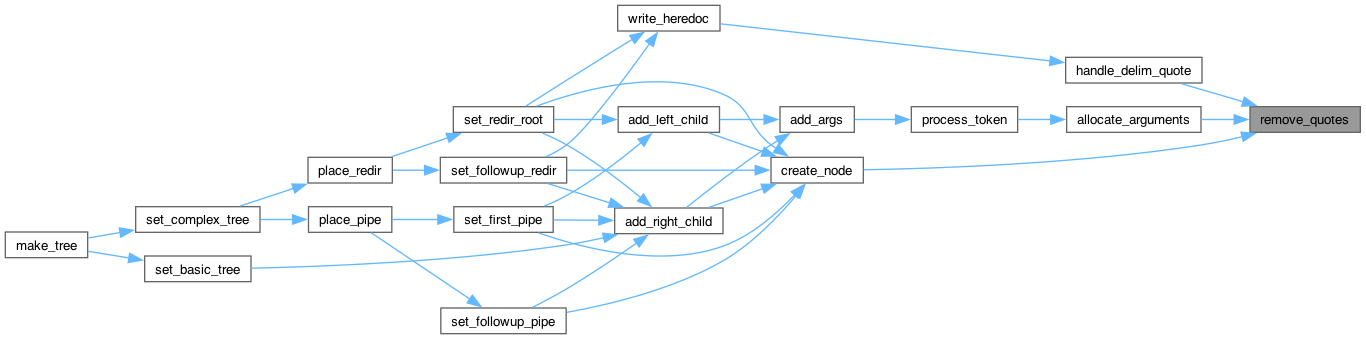 write_heredoc
handle_delim_quote
set_redir_root
add_left_child
add_args
process_token
allocate_arguments
remove_quotes
place_redir
set_followup_redir
create_node
set_complex_tree
place_pipe
set_first_pipe
add_right_child
make_tree
set_basic_tree
set_followup_pipe